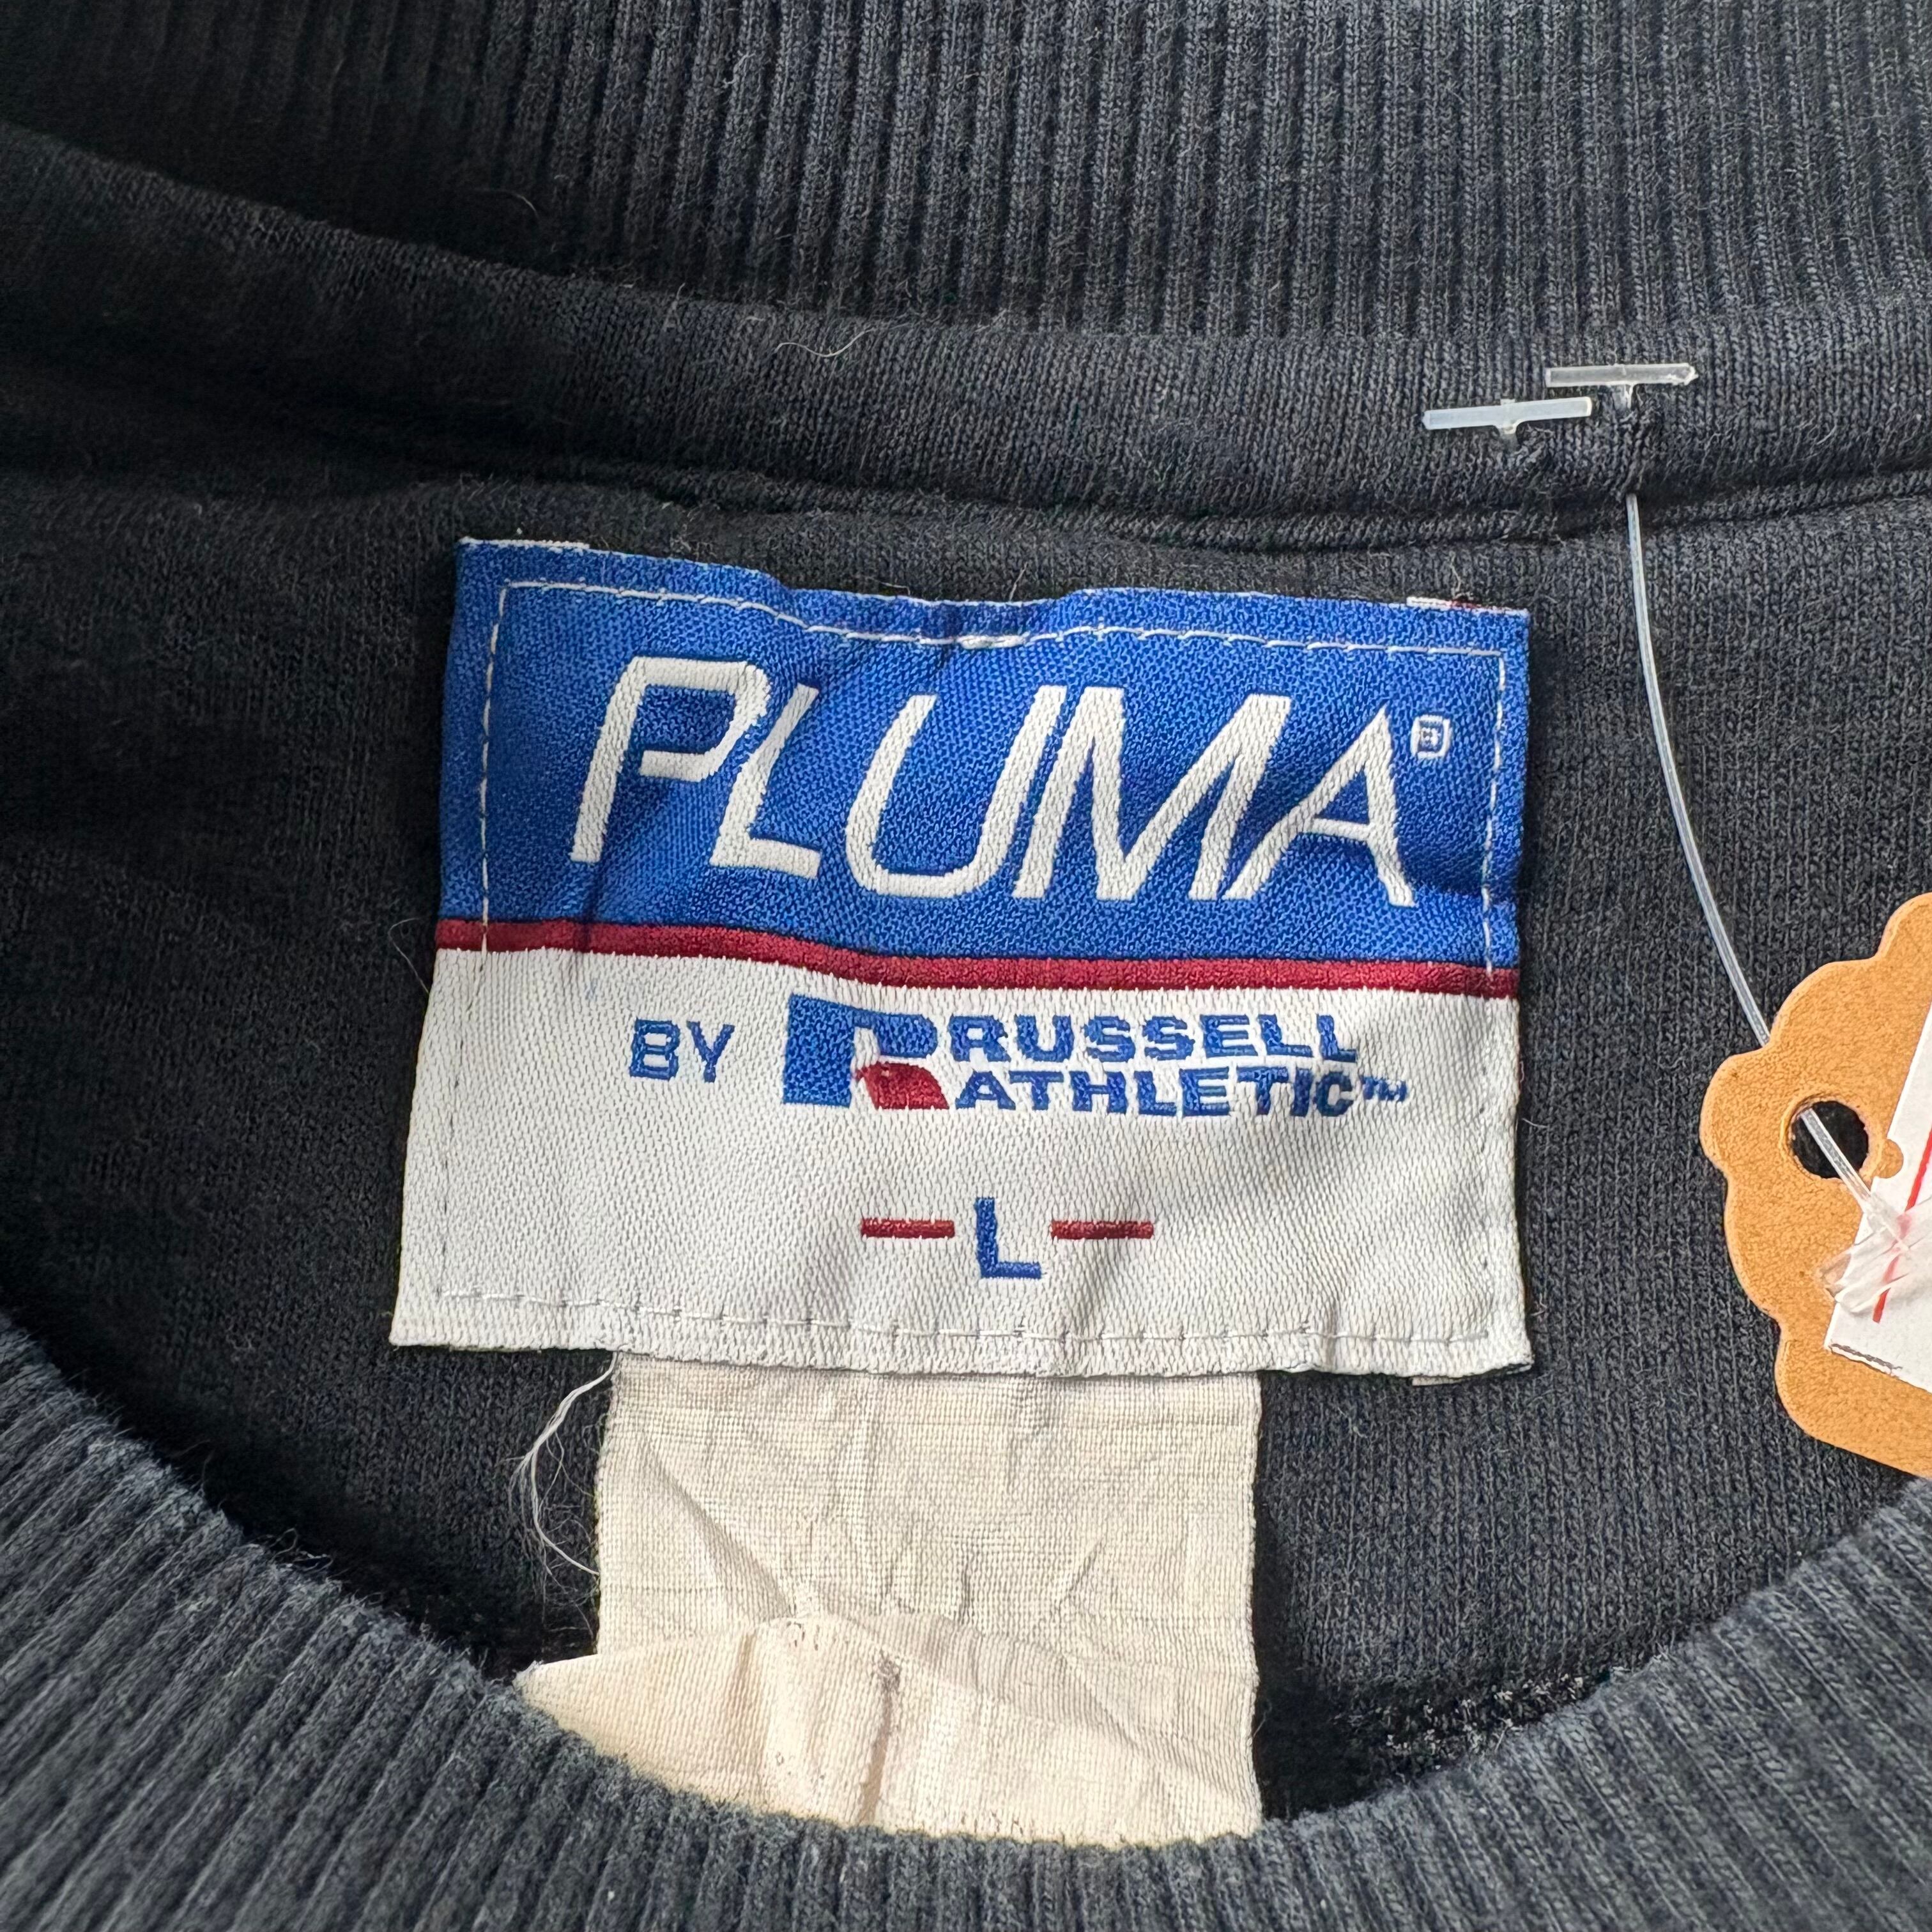 PLUMA®
BY RUSSELL
ATHLETIC™
- L -